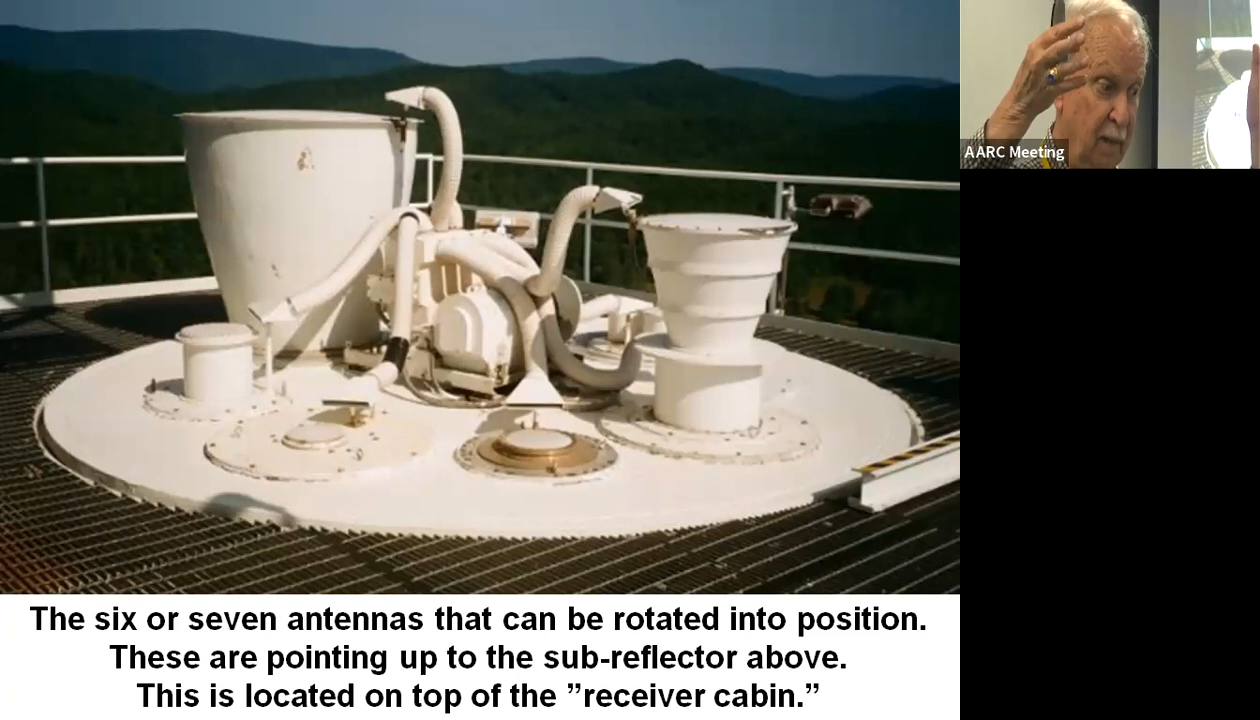 AARC Meeting
The six or seven antennas that can be rotated into position.
These are pointing up to the sub-reflector above.
This is located on top of the ”receiver cabin.”